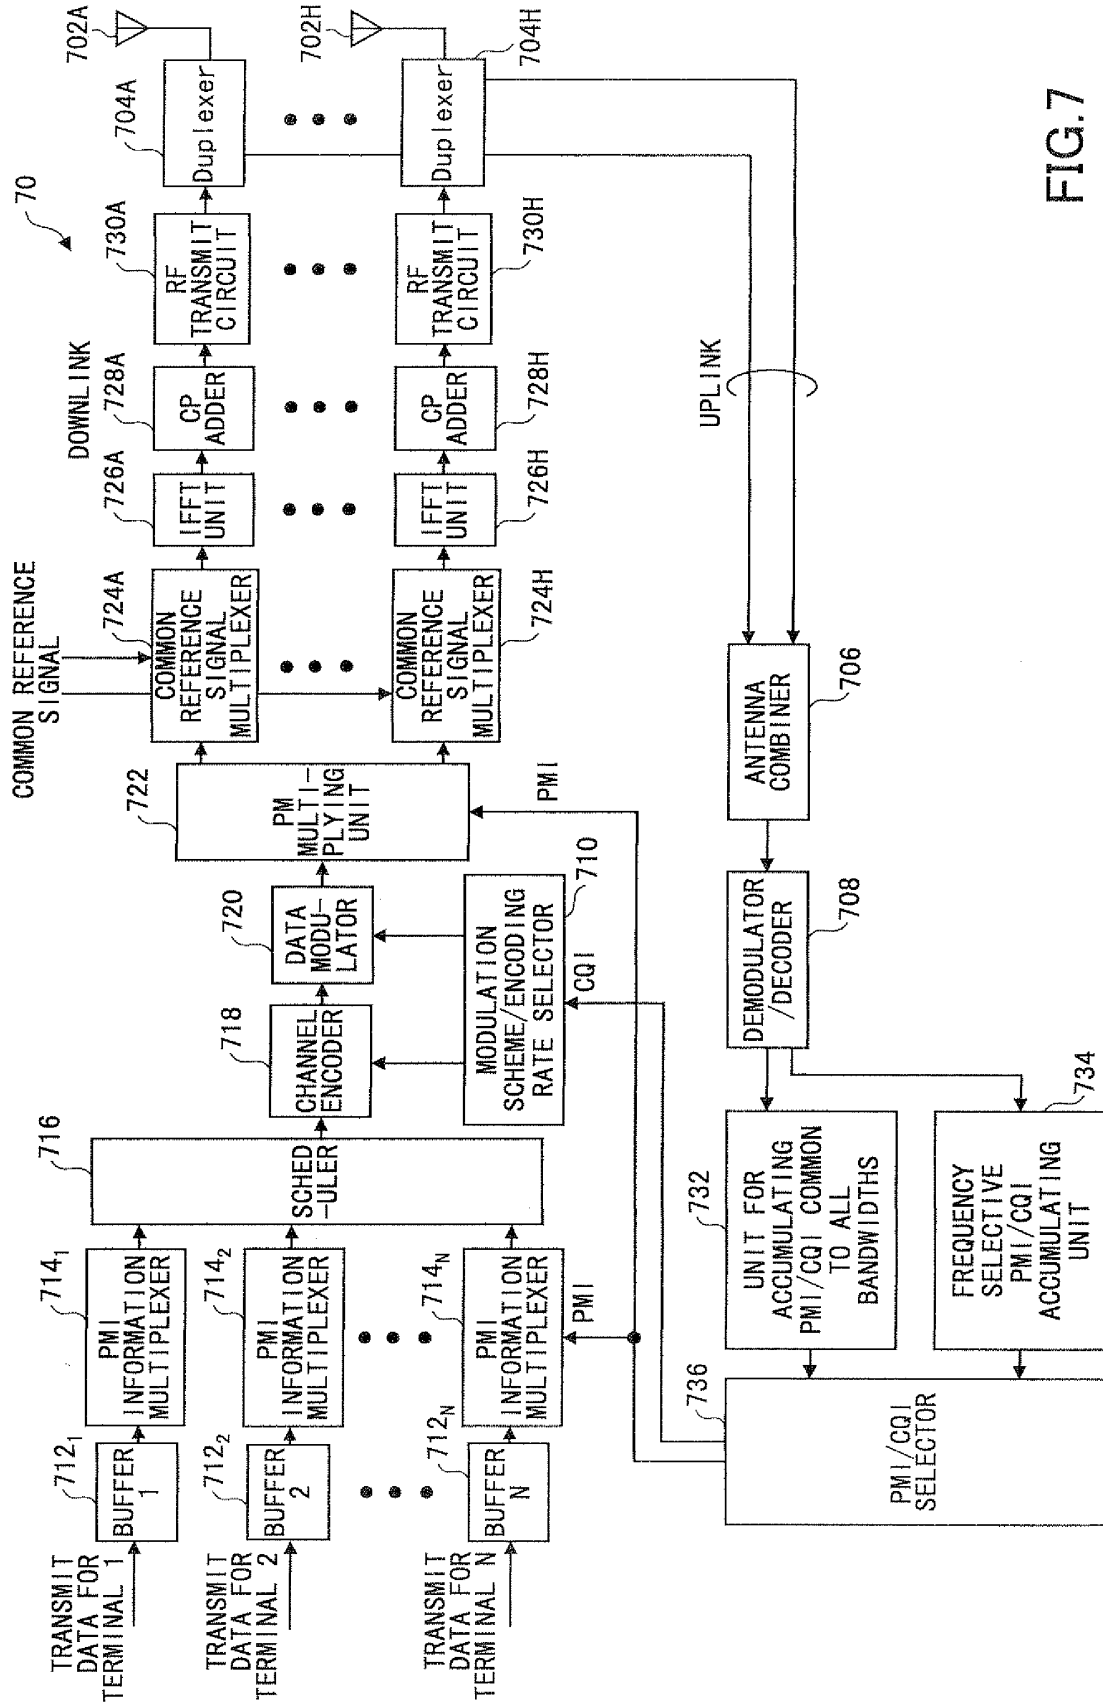 FIG.7
70
DOWNLINK
COMMON REFERENCE
SIGNAL
TRANSMIT
DATA FOR
TERMINAL 1
712₁
BUFFER
1
714₁
PMI
INFORMATION
MULTIPLEXER
TRANSMIT
DATA FOR
TERMINAL 2
712₂
BUFFER
2
714₂
PMI
INFORMATION
MULTIPLEXER
TRANSMIT
DATA FOR
TERMINAL N
712N
BUFFER
N
714N
PMI
INFORMATION
MULTIPLEXER
PMI
716
SCHED
-ULER
718
CHANNEL
ENCODER
720
DATA
MODU-
LATOR
710
MODULATION
SCHEME/ENCODING
RATE SELECTOR
CQI
722
PM
MULTI-
PLYING
UNIT
PMI
724A
COMMON
REFERENCE
SIGNAL
MULTIPLEXER
726A
IFFT
UNIT
728A
CP
ADDER
730A
RF
TRANSMIT
CIRCUIT
704A
Duplexer
702A
724H
COMMON
REFERENCE
SIGNAL
MULTIPLEXER
726H
IFFT
UNIT
728H
CP
ADDER
730H
RF
TRANSMIT
CIRCUIT
704H
Duplexer
702H
UPLINK
706
ANTENNA
COMBINER
708
DEMODULATOR
/DECODER
732
UNIT FOR
ACCUMULATING
PMI/CQI COMMON
TO ALL
BANDWIDTHS
734
FREQUENCY
SELECTIVE
PMI/CQI
ACCUMULATING
UNIT
736
PMI/CQI
SELECTOR